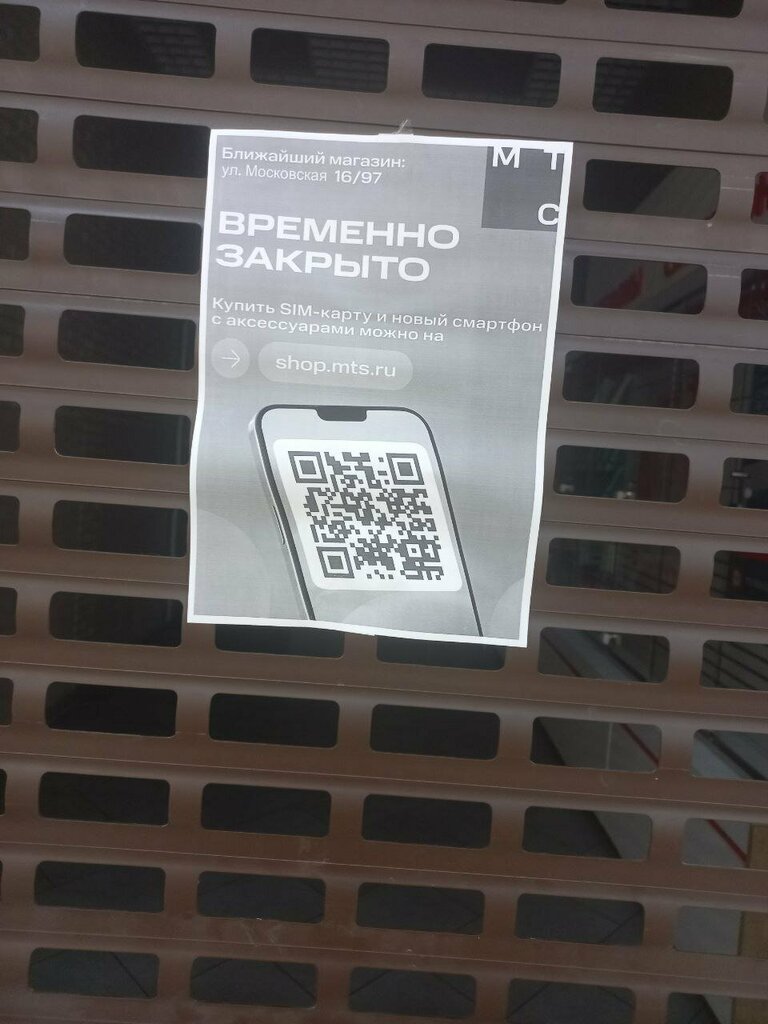 Ближайший магазин:
ул. Московская 16/97
М Т
С
ВРЕМЕННО
ЗАКРЫТО
Купить SIM-карту и новый смартфон
с аксессуарами можно на
→ shop.mts.ru